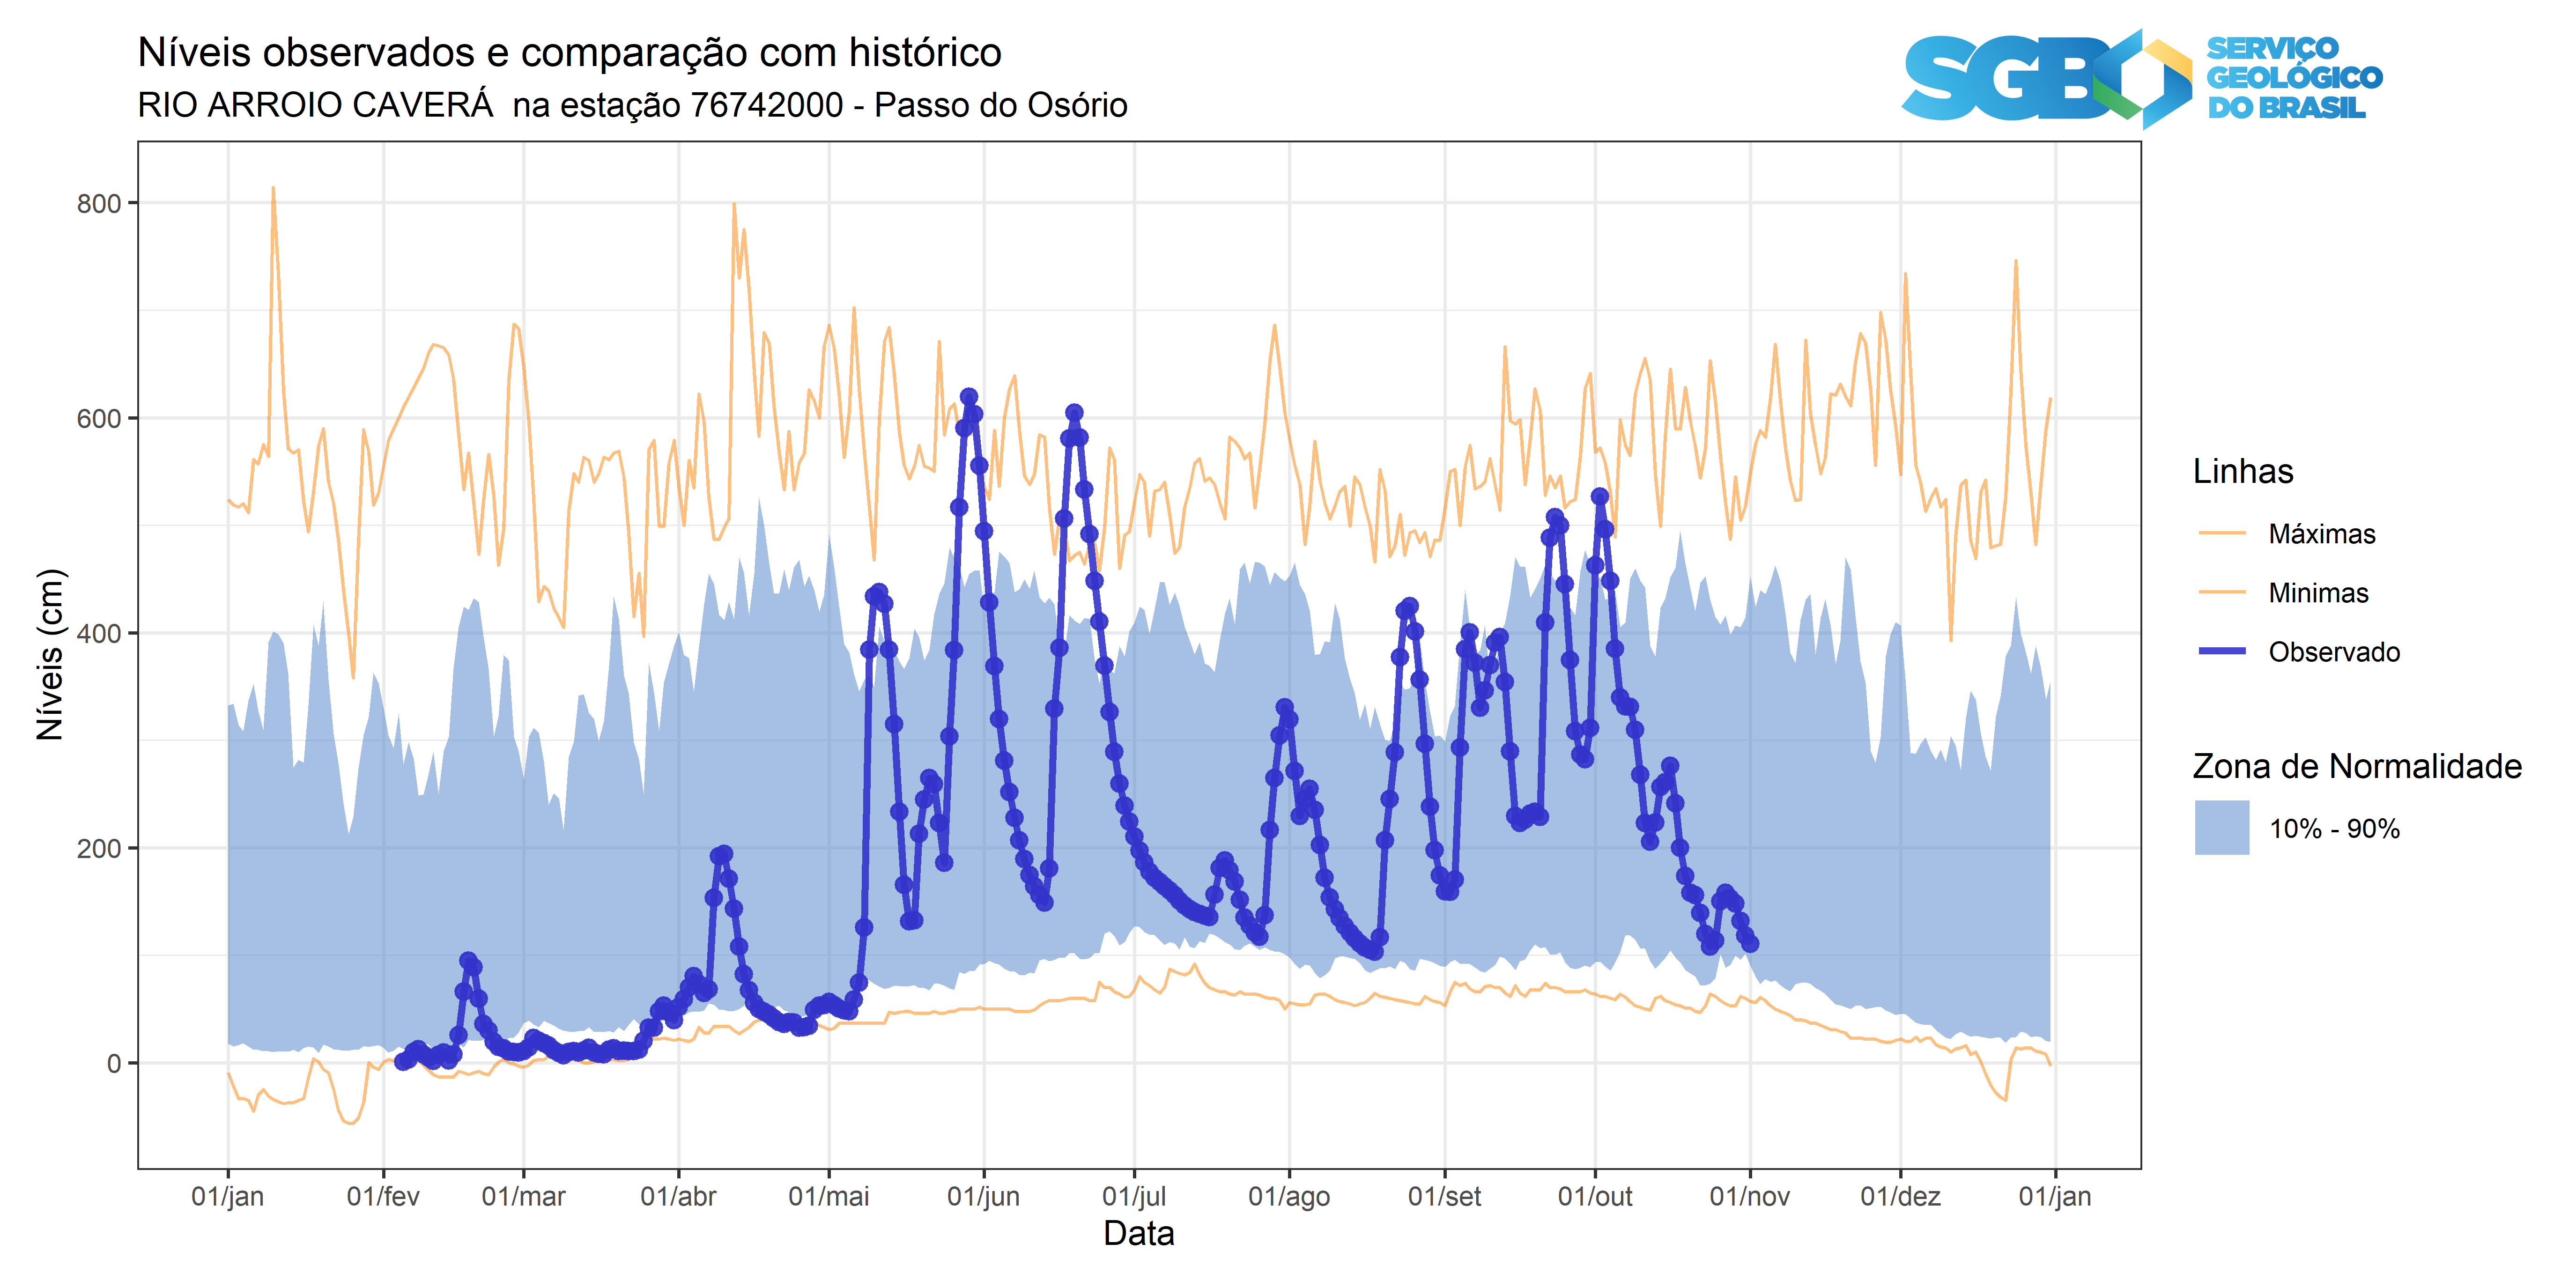 Níveis observados e comparação com histórico
RIO ARROIO CAVERÁ  na estação 76742000 - Passo do Osório
SGB
SERVIÇO
GEOLÓGICO
DO BRASIL
Níveis (cm)
800
600
400
200
0
01/jan
01/fev
01/mar
01/abr
01/mai
01/jun
01/jul
01/ago
01/set
01/out
01/nov
01/dez
01/jan
Data
Linhas
Máximas
Minimas
Observado
Zona de Normalidade
10% - 90%